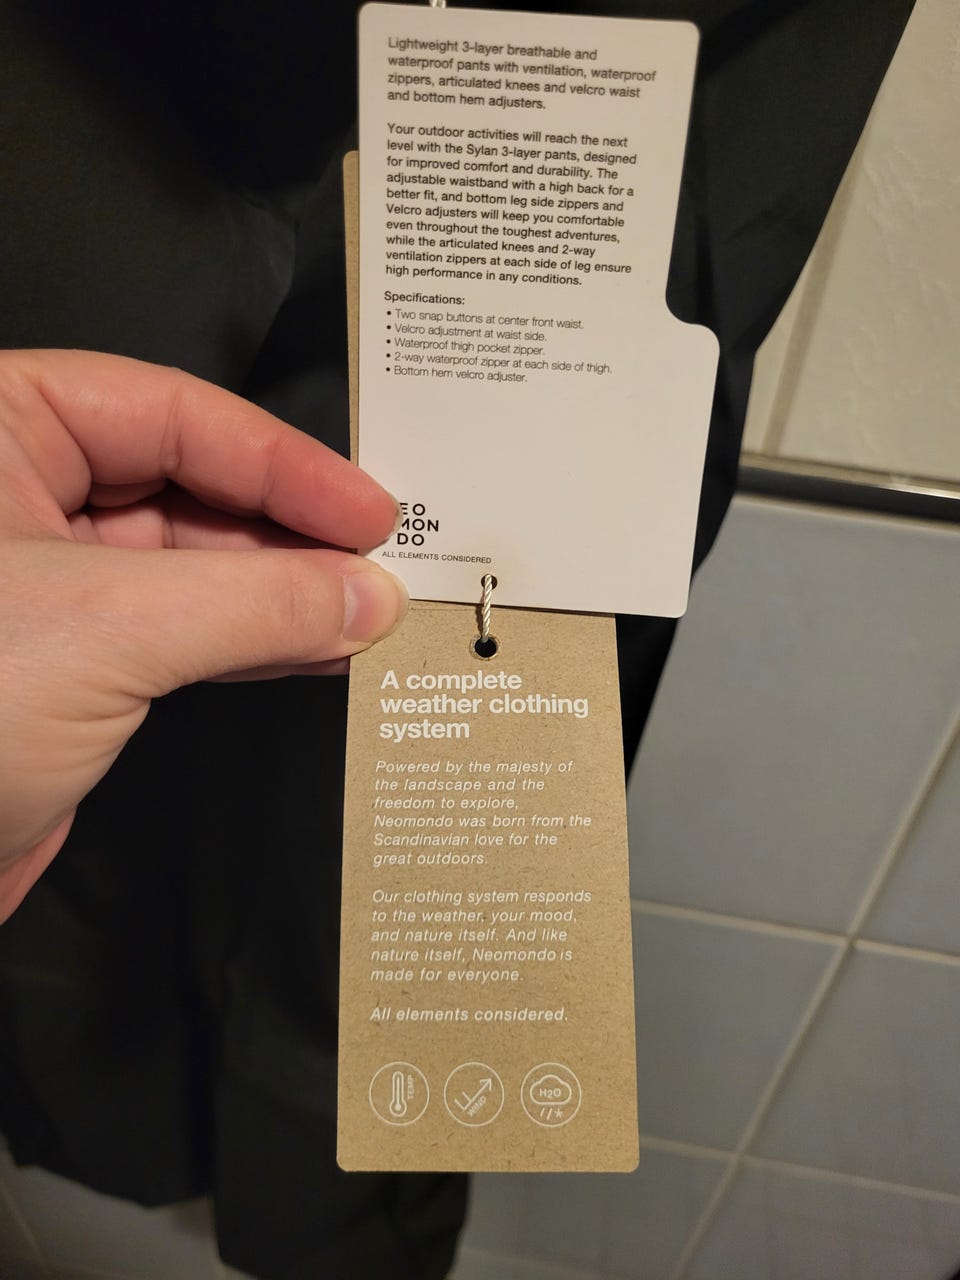 Lightweight 3-layer breathable and
waterproof pants with ventilation, waterproof
zippers, articulated knees and velcro waist
and bottom hem adjusters.
Your outdoor activities will reach the next
level with the Sylan 3-layer pants, designed
for improved comfort and durability. The
adjustable waistband with a high back for a
better fit, and bottom leg side zippers and
Velcro adjusters will keep you comfortable
even throughout the toughest adventures,
while the articulated knees and 2-way
ventilation zippers at each side of leg ensure
high performance in any conditions.
Specifications:
• Two snap buttons at center front waist.
• Velcro adjustment at waist side.
• Waterproof thigh pocket zipper.
• 2-way waterproof zipper at each side of thigh.
• Bottom hem velcro adjuster.
EO
MON
DO
ALL ELEMENTS CONSIDERED
A complete
weather clothing
system
Powered by the majesty of
the landscape and the
freedom to explore,
Neomondo was born from the
Scandinavian love for the
great outdoors.
Our clothing system responds
to the weather, your mood,
and nature itself. And like
nature itself, Neomondo is
made for everyone.
All elements considered.
TEMP
WIND
H2O